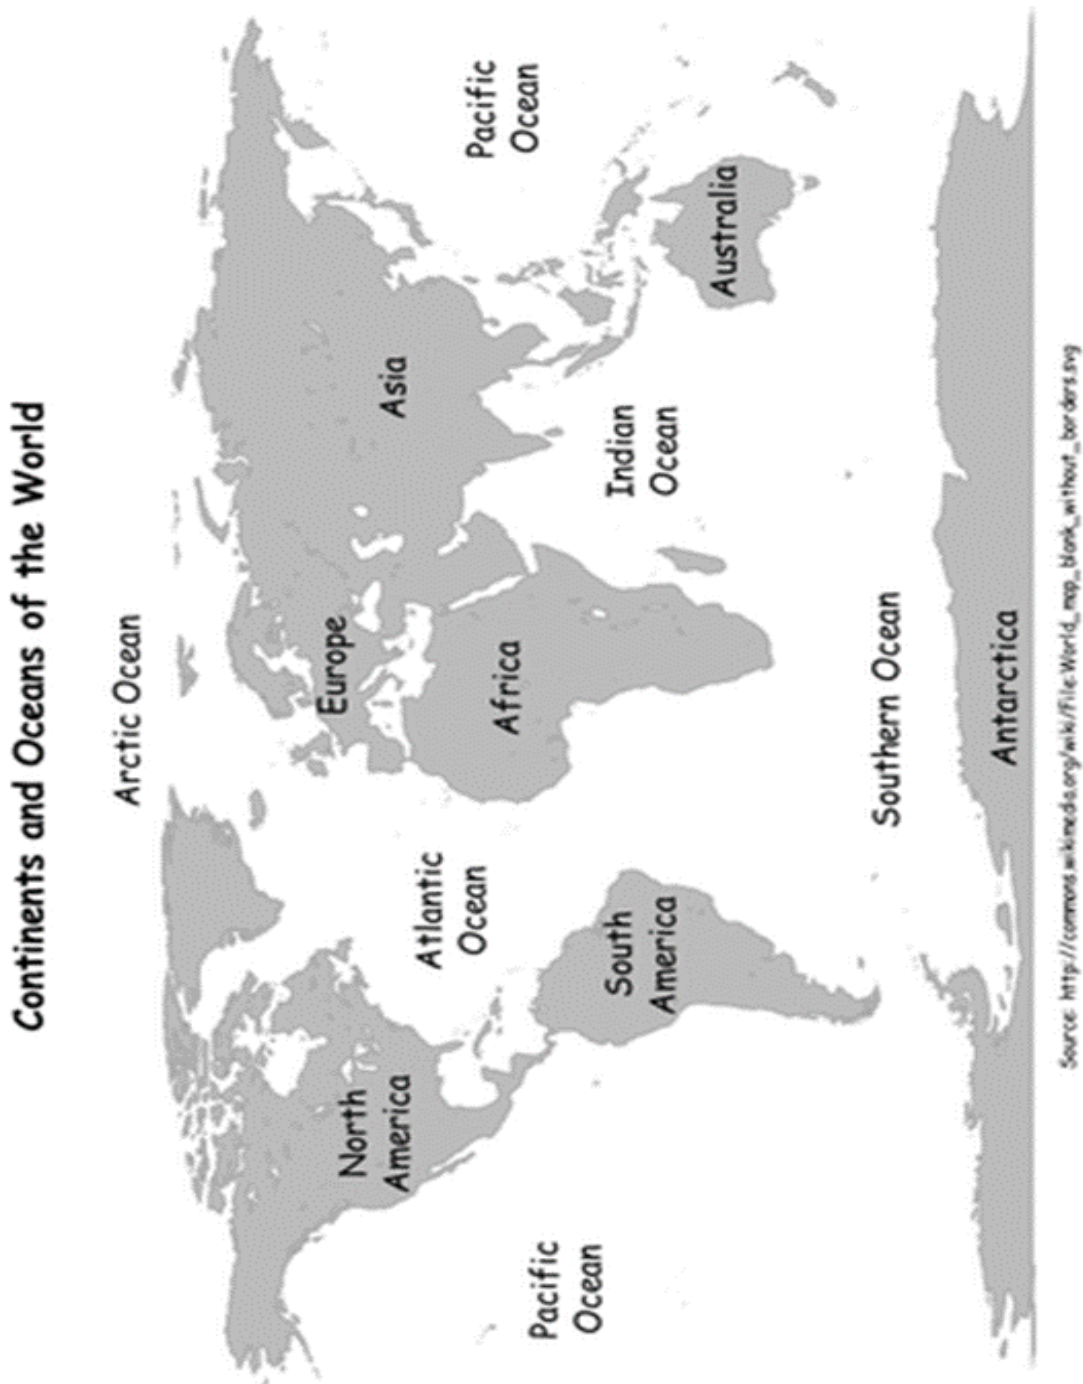 Continents and Oceans of the World
Arctic Ocean
North
America
Europe
Asia
Atlantic
Ocean
Pacific
Ocean
Africa
Pacific
Ocean
South
America
Indian
Ocean
Australia
Southern Ocean
Antarctica
Source: http://commons.wikimedia.org/wiki/File:World_map_blank_without_borders.svg